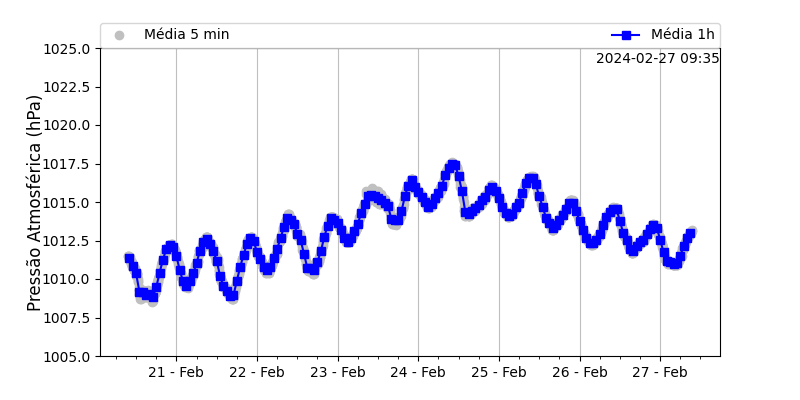 Média 5 min
Média 1h
2024-02-27 09:35
Pressão Atmosférica (hPa)
1025.0
1022.5
1020.0
1017.5
1015.0
1012.5
1010.0
1007.5
1005.0
21 - Feb
22 - Feb
23 - Feb
24 - Feb
25 - Feb
26 - Feb
27 - Feb